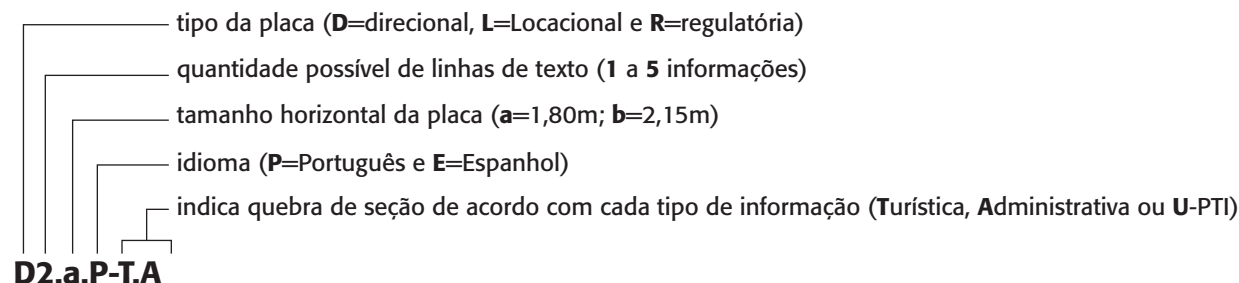 tipo da placa (D=direcional, L=Locacional e R=regulatória)
quantidade possível de linhas de texto (1 a 5 informações)
tamanho horizontal da placa (a=1,80m; b=2,15m)
idioma (P=Português e E=Espanhol)
indica quebra de seção de acordo com cada tipo de informação (Turística, Administrativa ou U-PTI)
D2.a.P-T.A